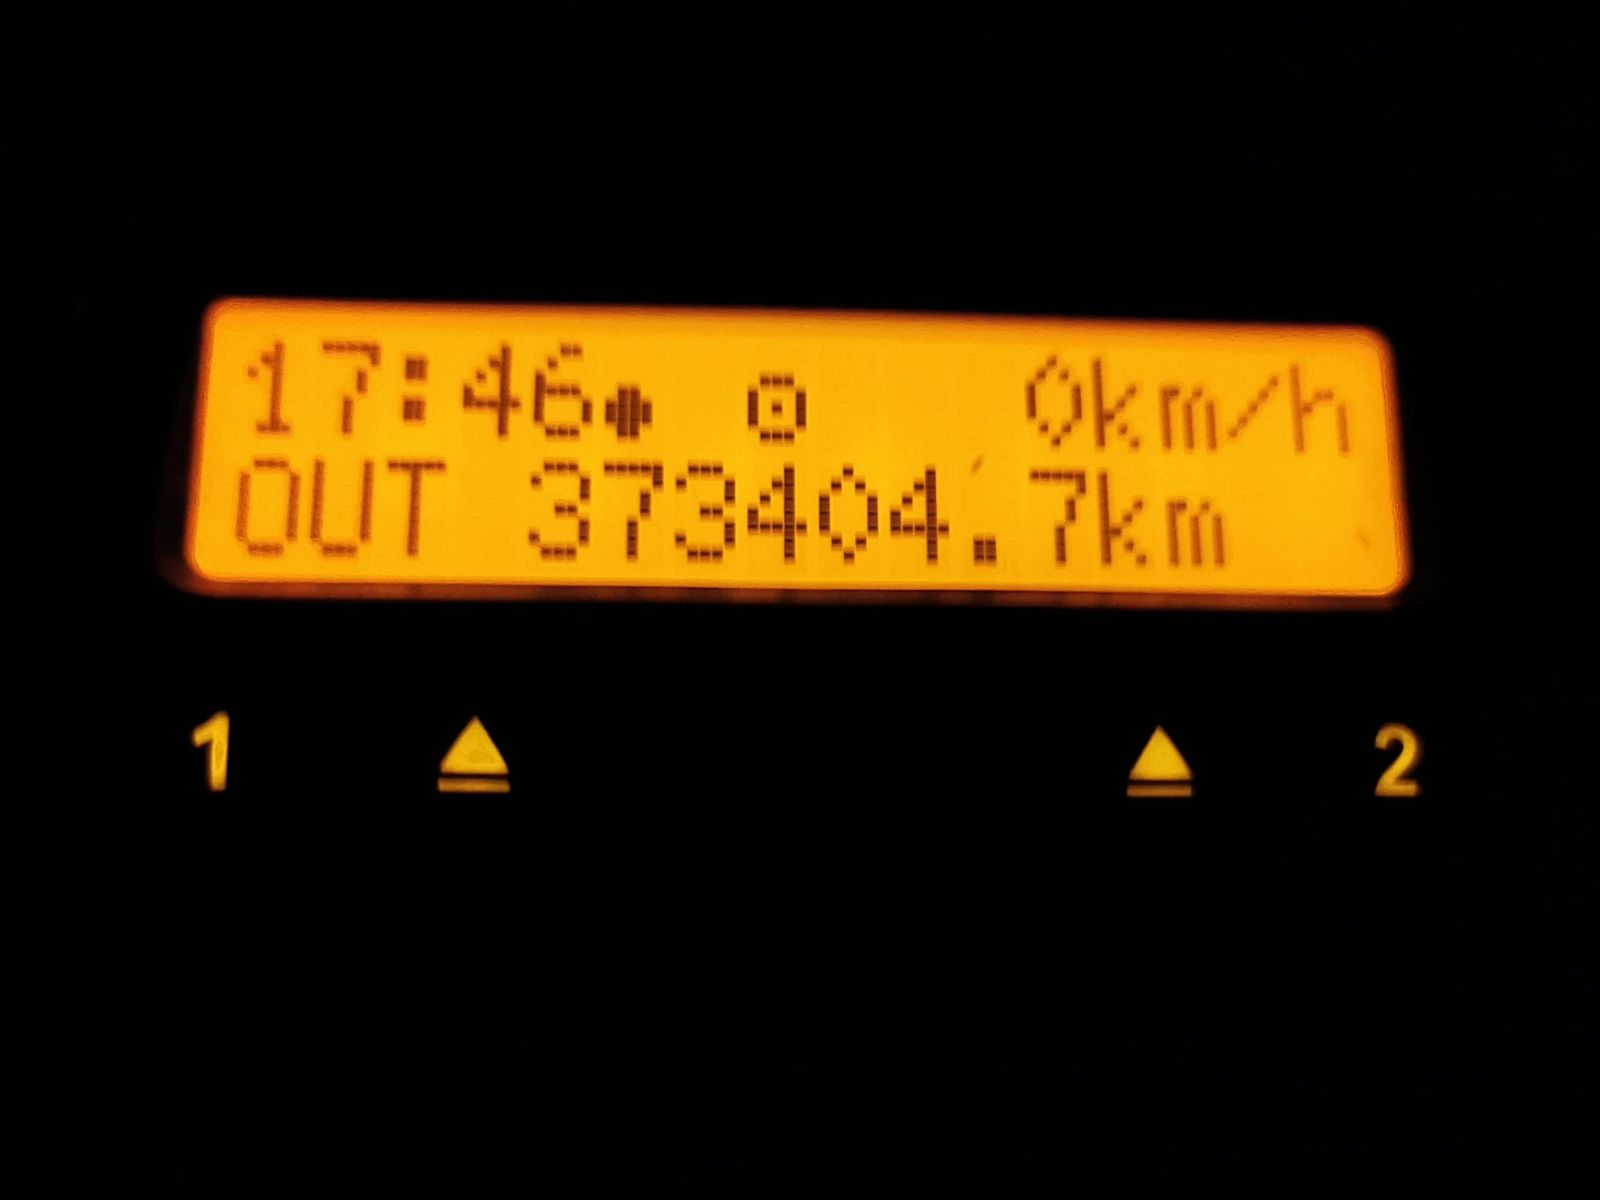 17:46● ⊙ 0km/h
OUT 373404.7km
1 ⏏ ⏏ 2